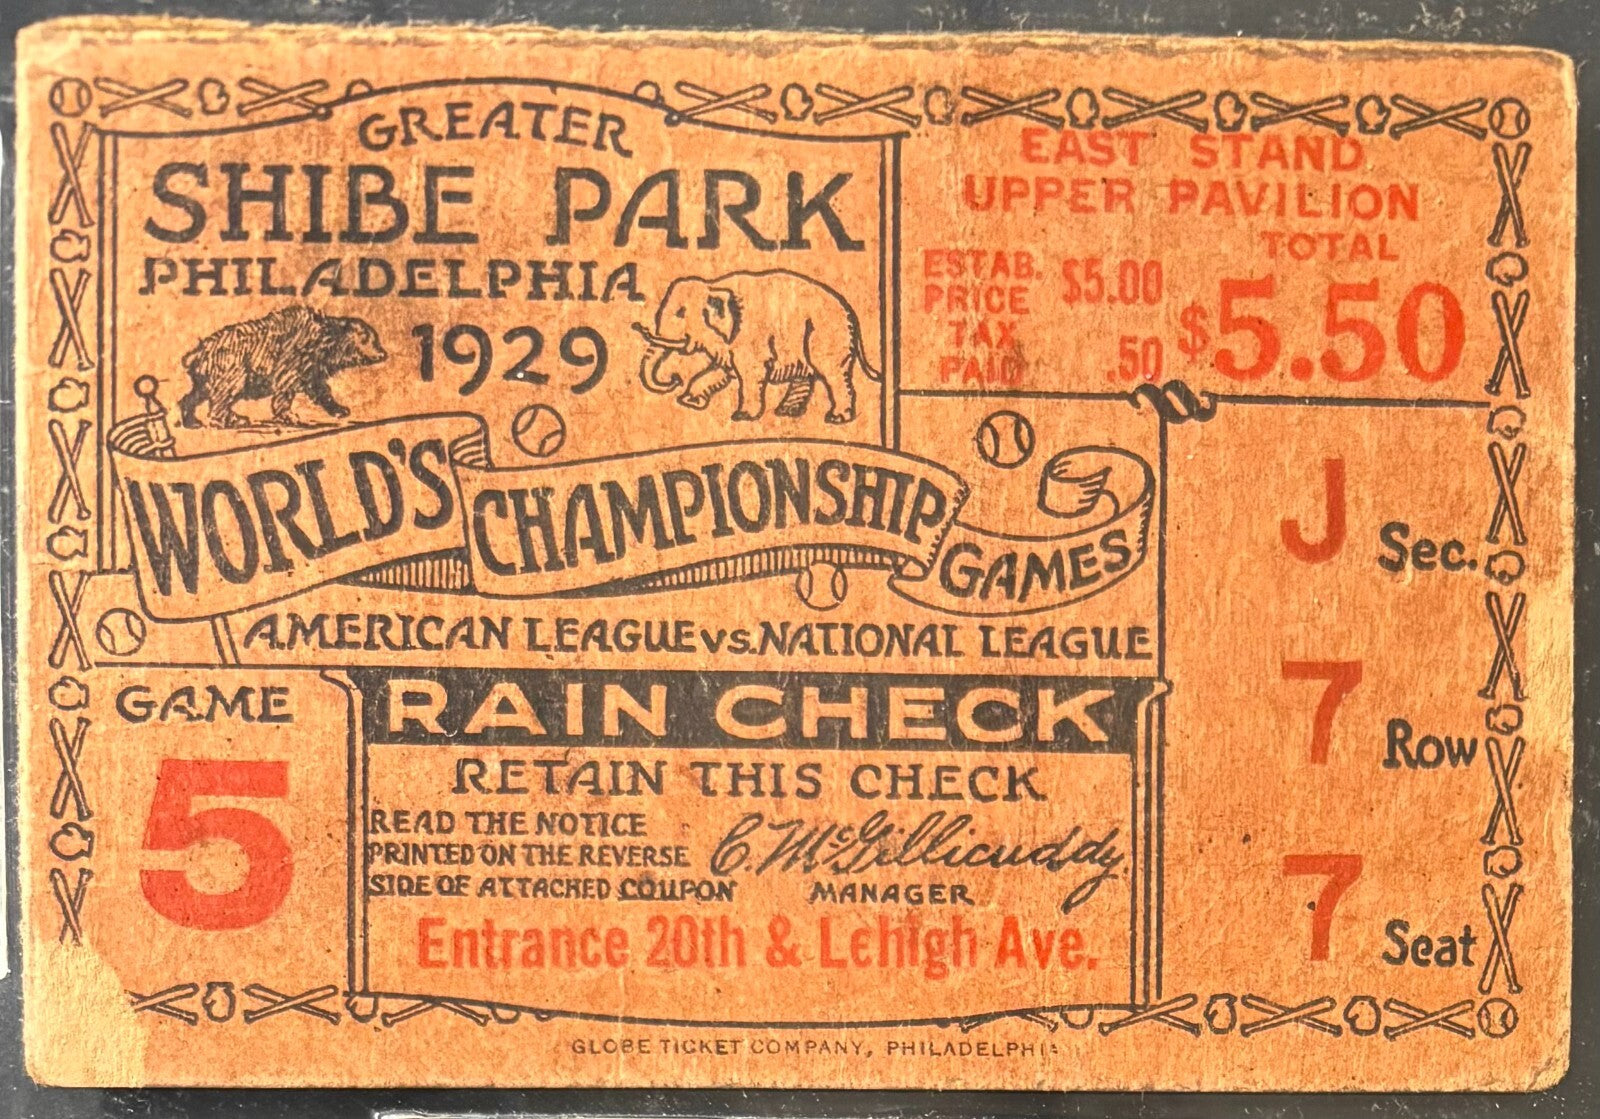 GREATER
SHIBE PARK
PHILADELPHIA
1929
WORLD'S CHAMPIONSHIP GAMES
AMERICAN LEAGUE vs. NATIONAL LEAGUE
EAST STAND
UPPER PAVILION
TOTAL
ESTAB. PRICE $5.00
TAX PAID .50
$5.50
J Sec.
7 Row
7 Seat
GAME
5
RAIN CHECK
RETAIN THIS CHECK
READ THE NOTICE
PRINTED ON THE REVERSE
SIDE OF ATTACHED COUPON
C. McGillicuddy
MANAGER
Entrance 20th & Lehigh Ave.
GLOBE TICKET COMPANY, PHILADELPHIA